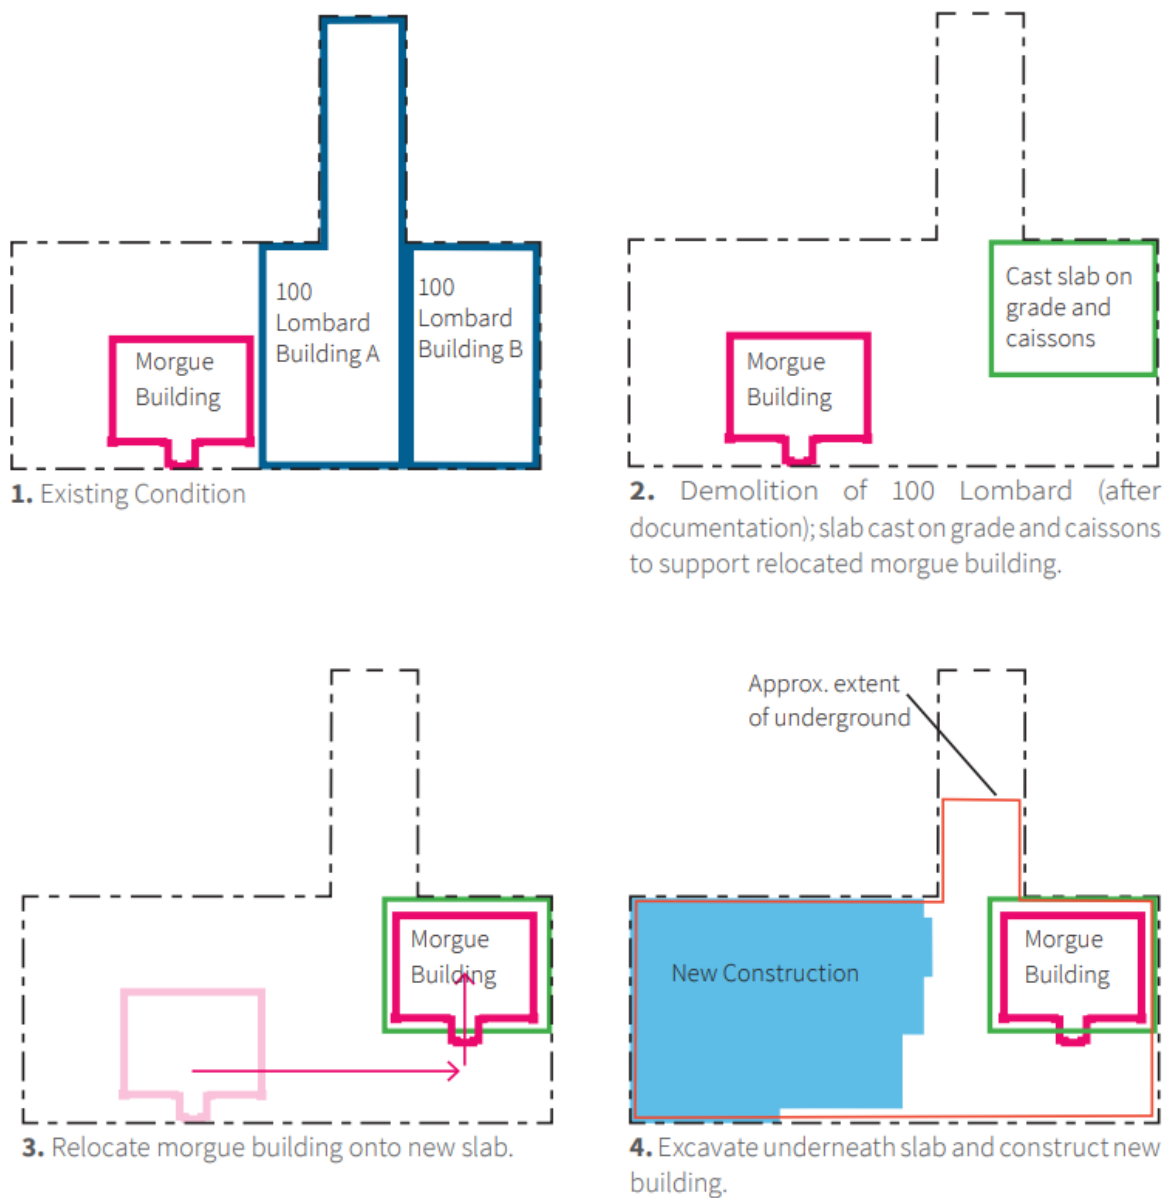 100
Lombard
Building A
100
Lombard
Building B
Morgue
Building
1. Existing Condition
Cast slab on
grade and
caissons
Morgue
Building
2. Demolition of 100 Lombard (after
documentation); slab cast on grade and caissons
to support relocated morgue building.
Morgue
Building
3. Relocate morgue building onto new slab.
Approx. extent
of underground
New Construction
Morgue
Building
4. Excavate underneath slab and construct new
building.